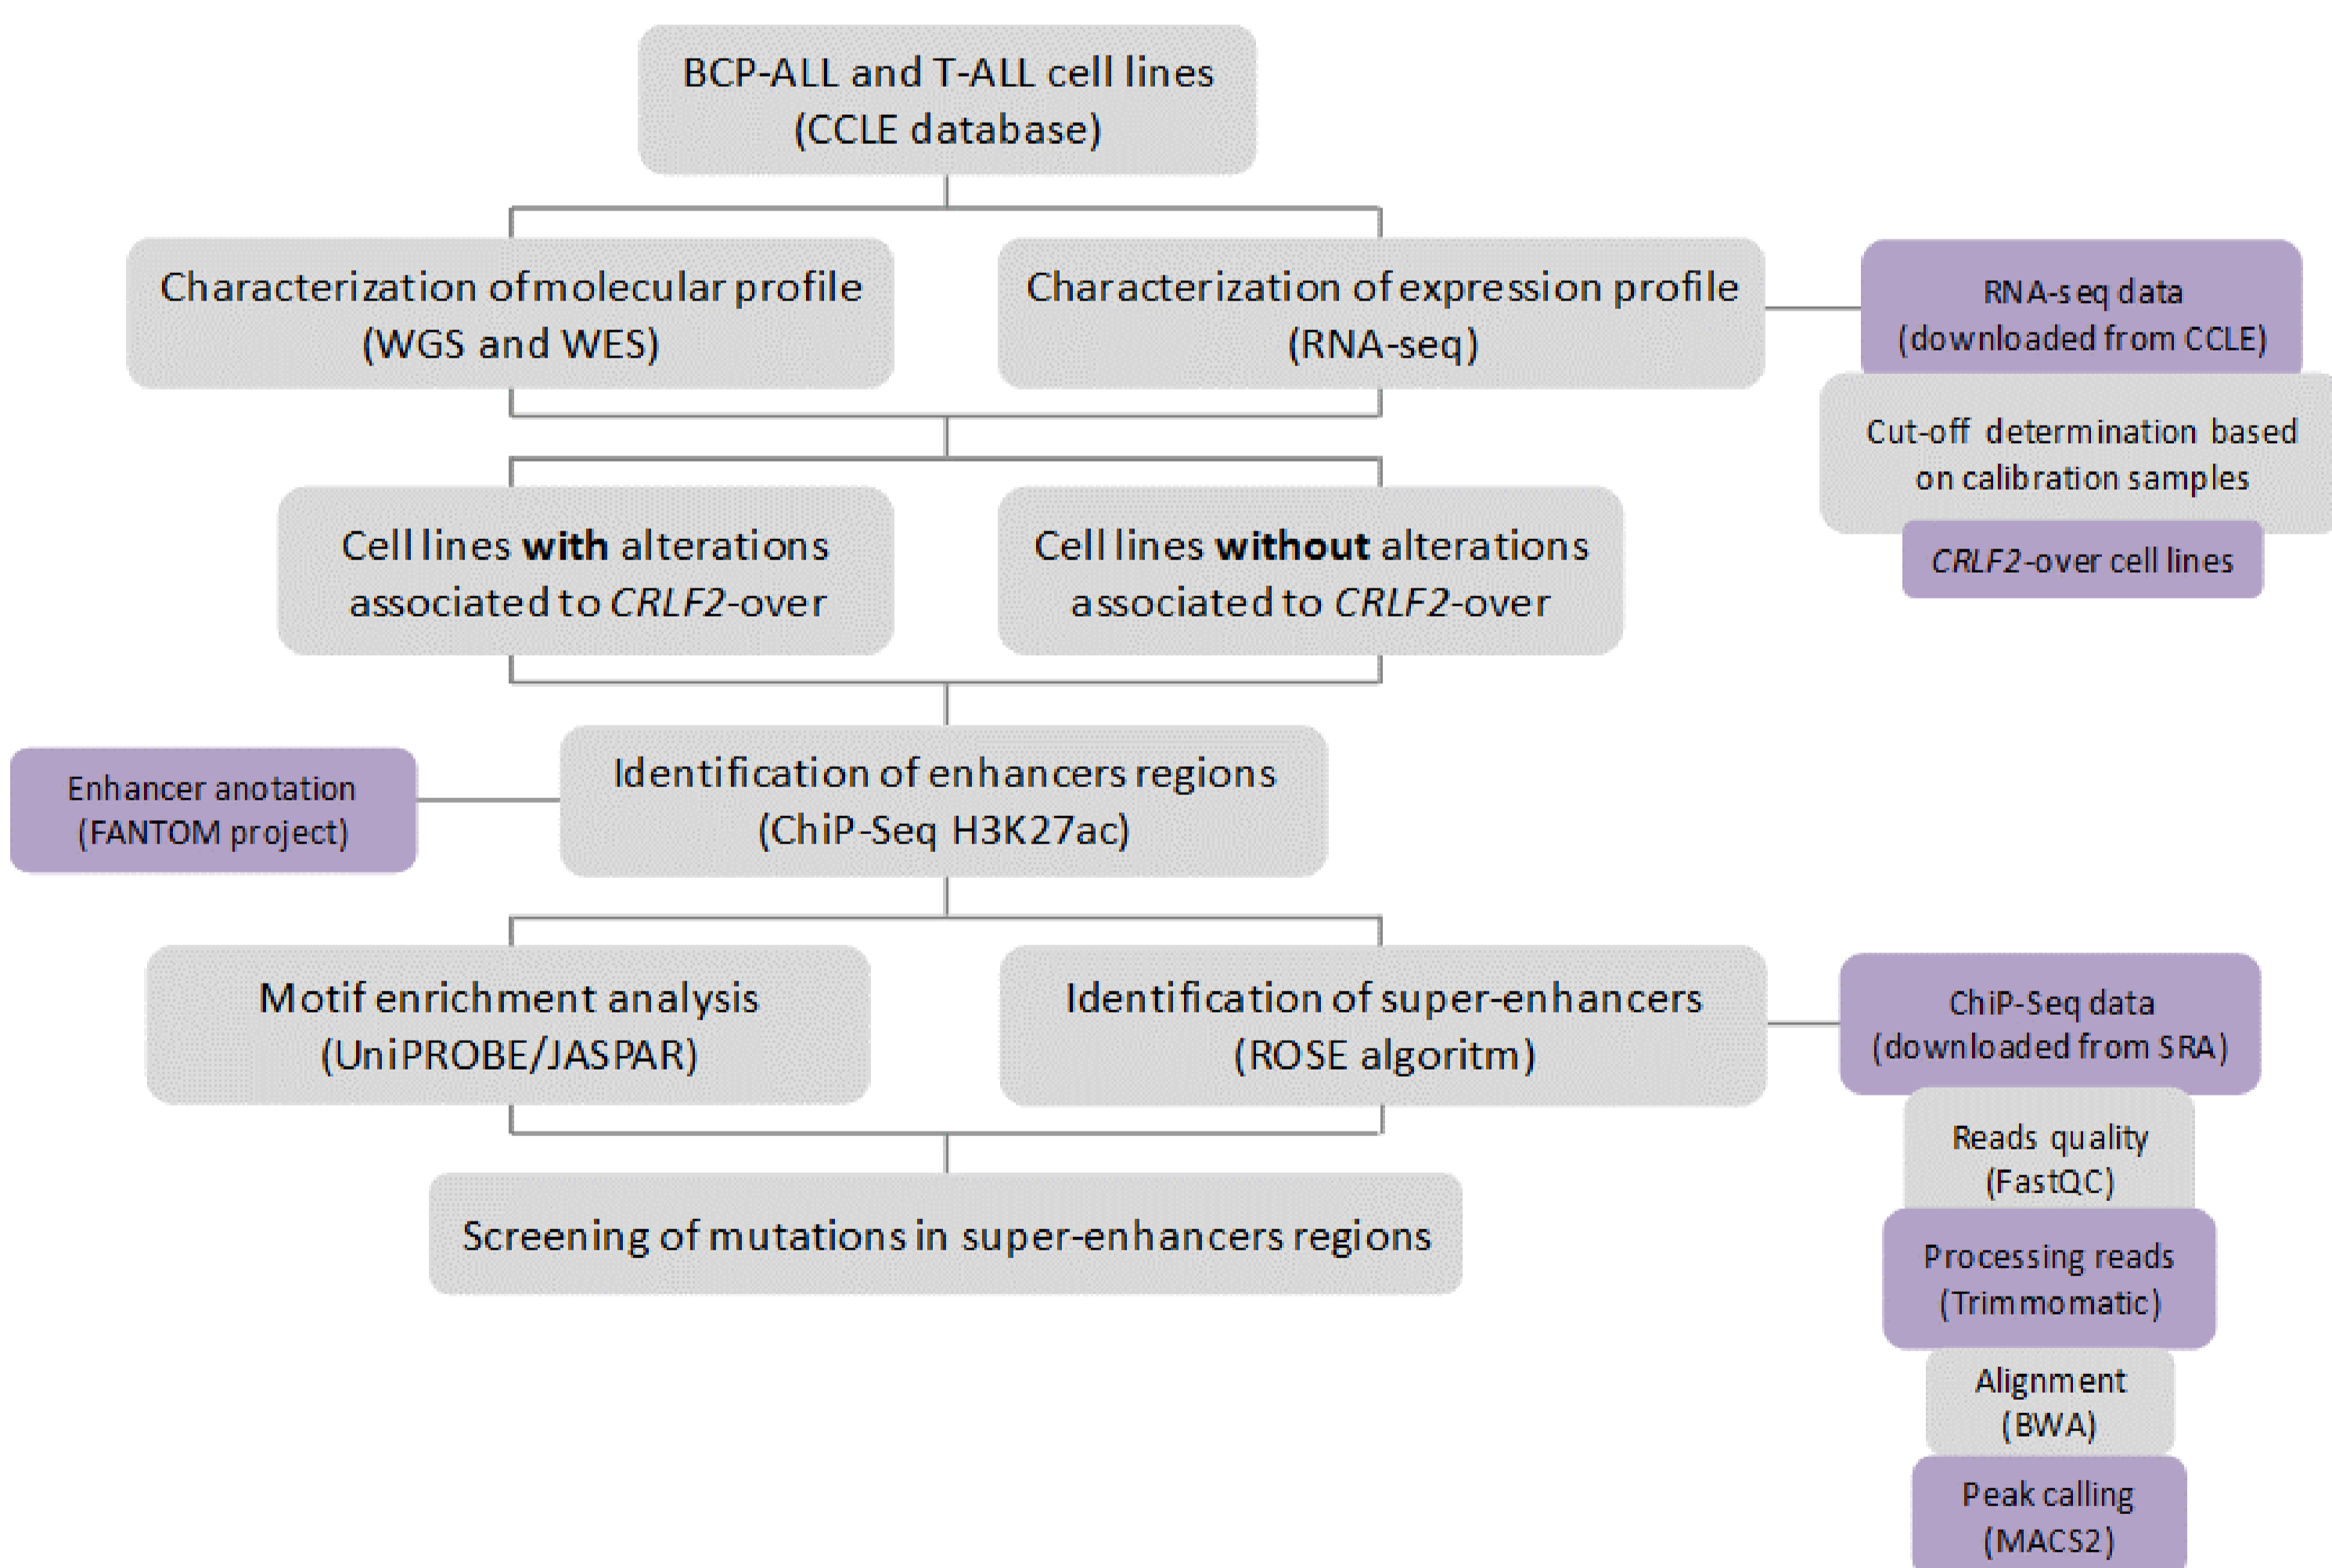 BCP-ALL and T-ALL cell lines
(CCLE database)
Characterization of molecular profile
(WGS and WES)
Characterization of expression profile
(RNA-seq)
RNA-seq data
(downloaded from CCLE)
Cut-off determination based
on calibration samples
CRLF2-over cell lines
Cell lines with alterations
associated to CRLF2-over
Cell lines without alterations
associated to CRLF2-over
Enhancer anotation
(FANTOM project)
Identification of enhancers regions
(ChiP-Seq H3K27ac)
Motif enrichment analysis
(UniPROBE/JASPAR)
Identification of super-enhancers
(ROSE algoritm)
ChiP-Seq data
(downloaded from SRA)
Reads quality
(FastQC)
Processing reads
(Trimmomatic)
Alignment
(BWA)
Peak calling
(MACS2)
Screening of mutations in super-enhancers regions